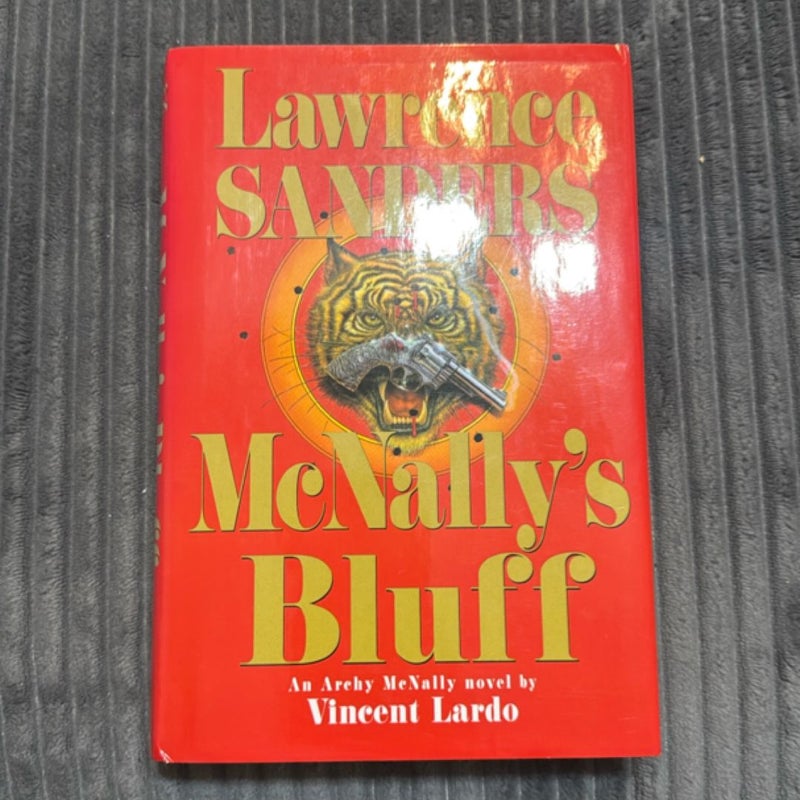 Lawrence
SANDERS
McNally's
Bluff
An Archy McNally novel by
Vincent Lardo